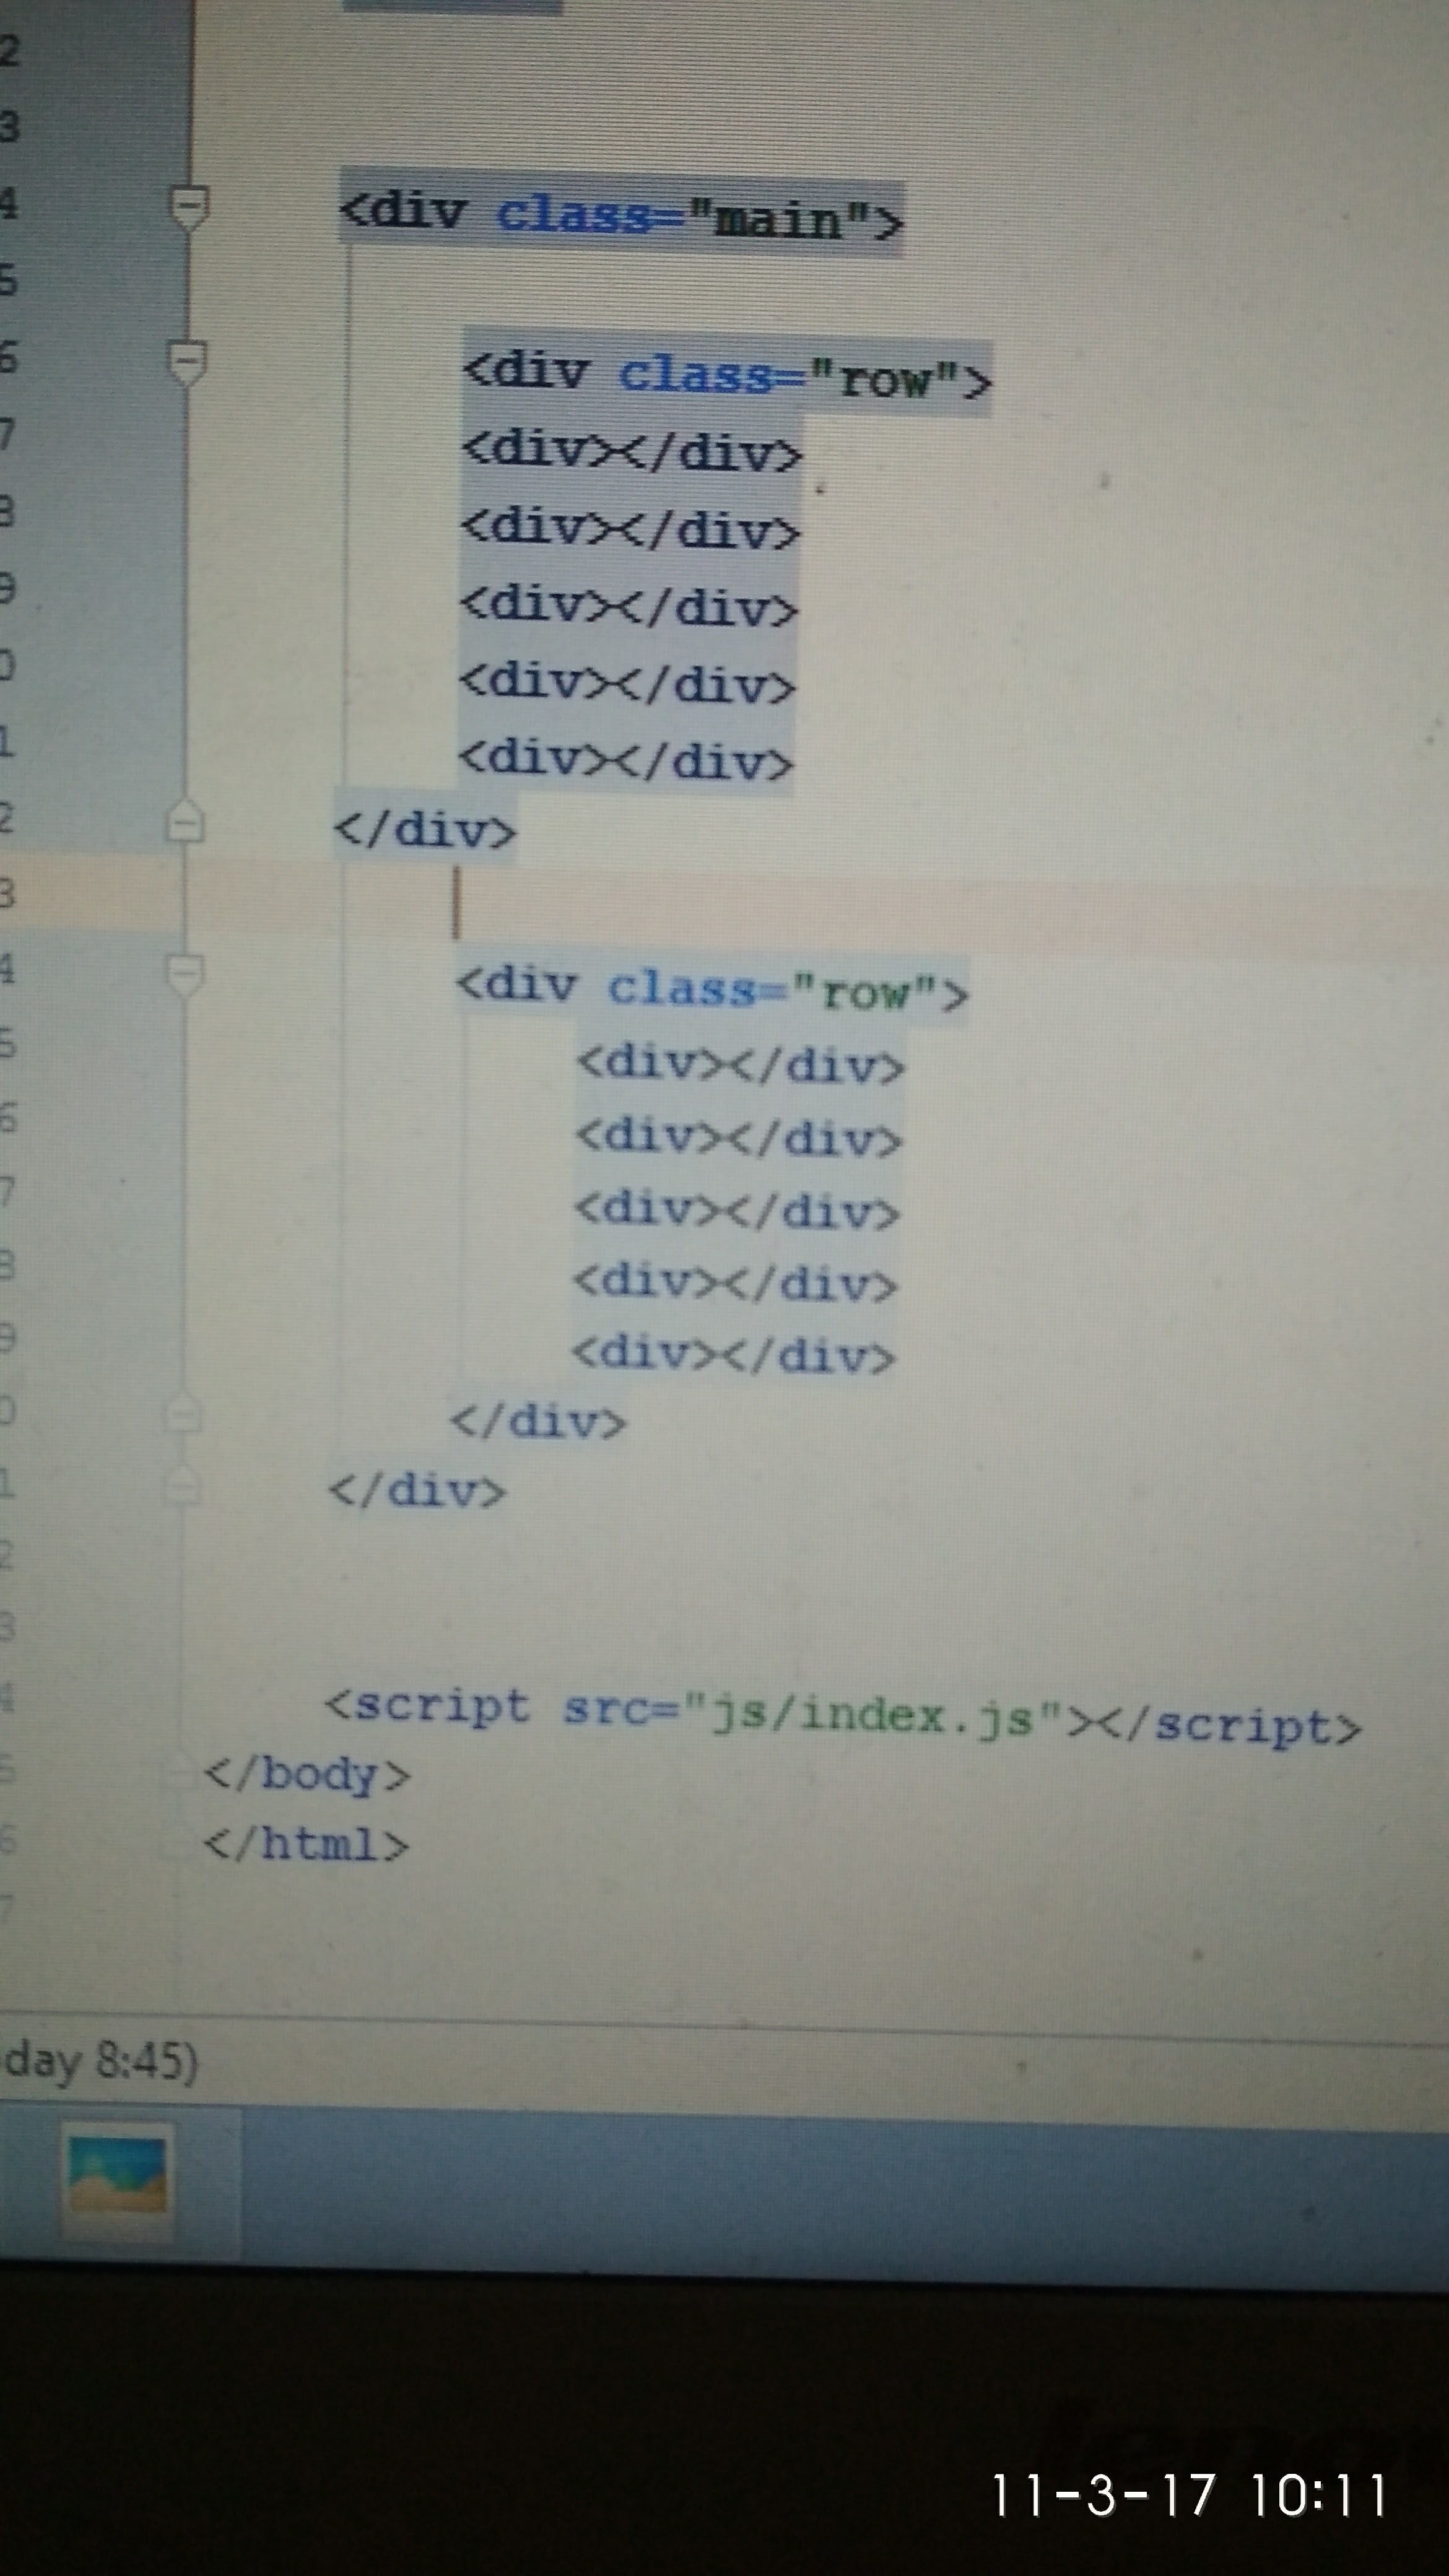 2
3
4 <div class="main">
5
6 <div class="row">
7 <div></div>
8 <div></div>
9 <div></div>
0 <div></div>
1 <div></div>
2 </div>
3
4 <div class="row">
5 <div></div>
6 <div></div>
7 <div></div>
8 <div></div>
9 <div></div>
0 </div>
1 </div>
2
3
4 <script src="js/index.js"></script>
5 </body>
6 </html>
7
day 8:45)
11-3-17 10:11